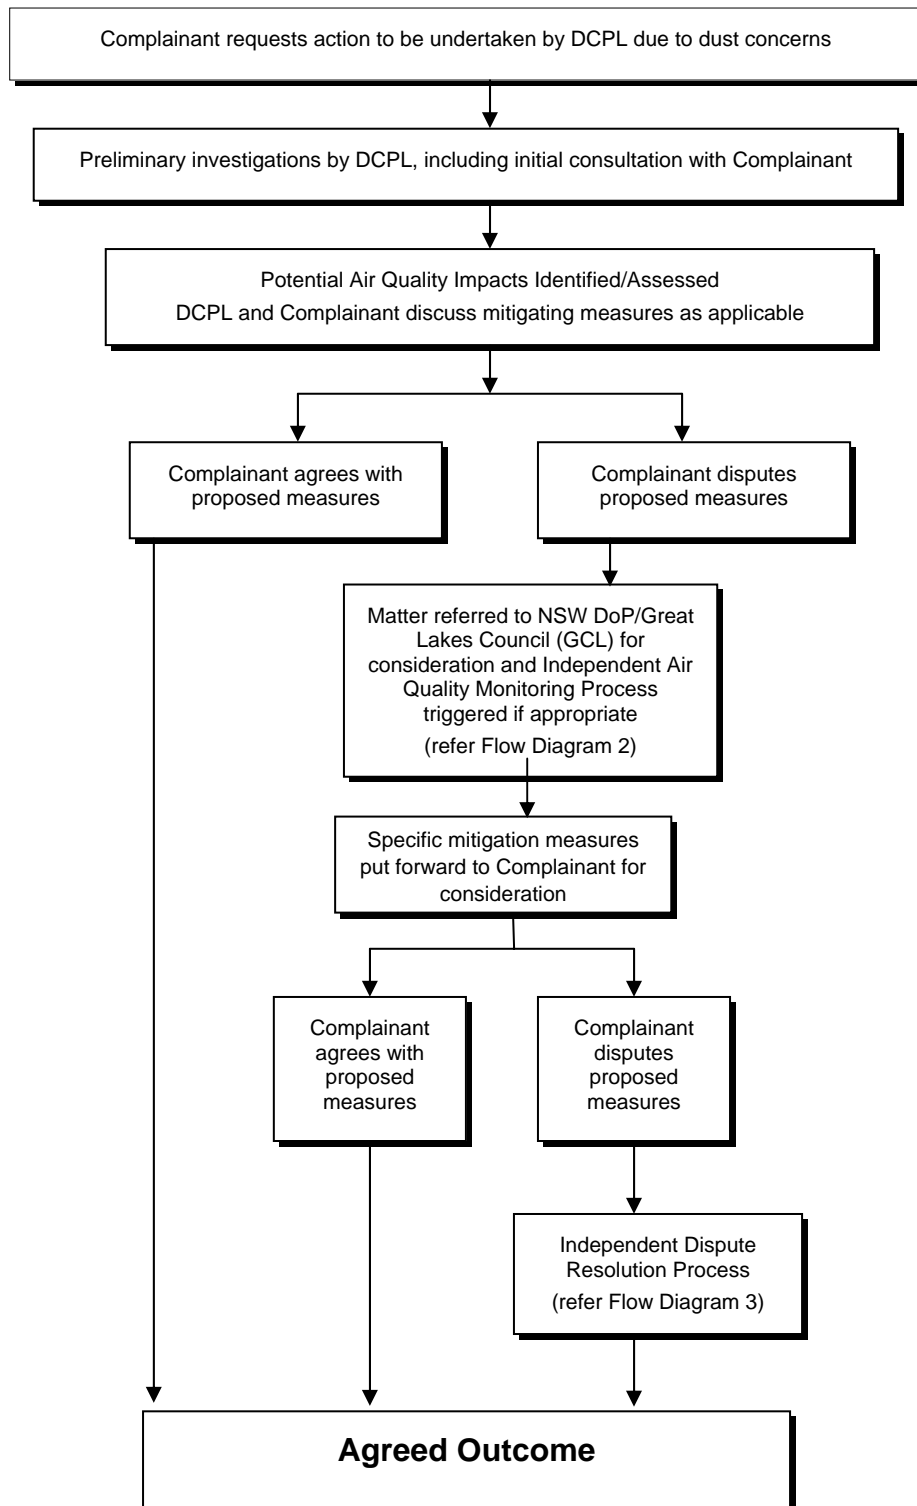 Complainant requests action to be undertaken by DCPL due to dust concerns
Preliminary investigations by DCPL, including initial consultation with Complainant
Potential Air Quality Impacts Identified/Assessed
DCPL and Complainant discuss mitigating measures as applicable
Complainant agrees with
proposed measures
Complainant disputes
proposed measures
Matter referred to NSW DoP/Great
Lakes Council (GCL) for
consideration and Independent Air
Quality Monitoring Process
triggered if appropriate
(refer Flow Diagram 2)
Specific mitigation measures
put forward to Complainant for
consideration
Complainant
agrees with
proposed
measures
Complainant
disputes
proposed
measures
Independent Dispute
Resolution Process
(refer Flow Diagram 3)
Agreed Outcome